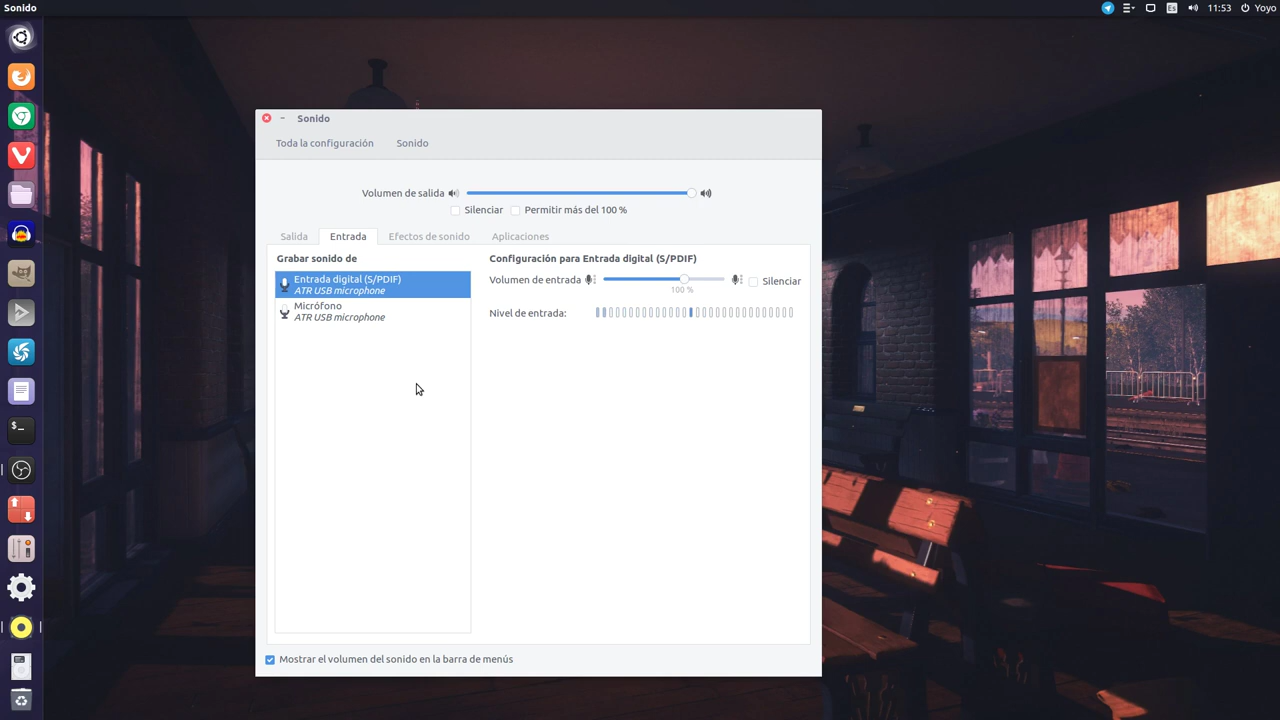 Sonido
Es
11:53
Yoyo
Sonido
Toda la configuración
Sonido
Volumen de salida
Silenciar
Permitir más del 100 %
Salida
Entrada
Efectos de sonido
Aplicaciones
Grabar sonido de
Entrada digital (S/PDIF)
ATR USB microphone
Micrófono
ATR USB microphone
Configuración para Entrada digital (S/PDIF)
Volumen de entrada
Silenciar
100 %
Nivel de entrada:
Mostrar el volumen del sonido en la barra de menús